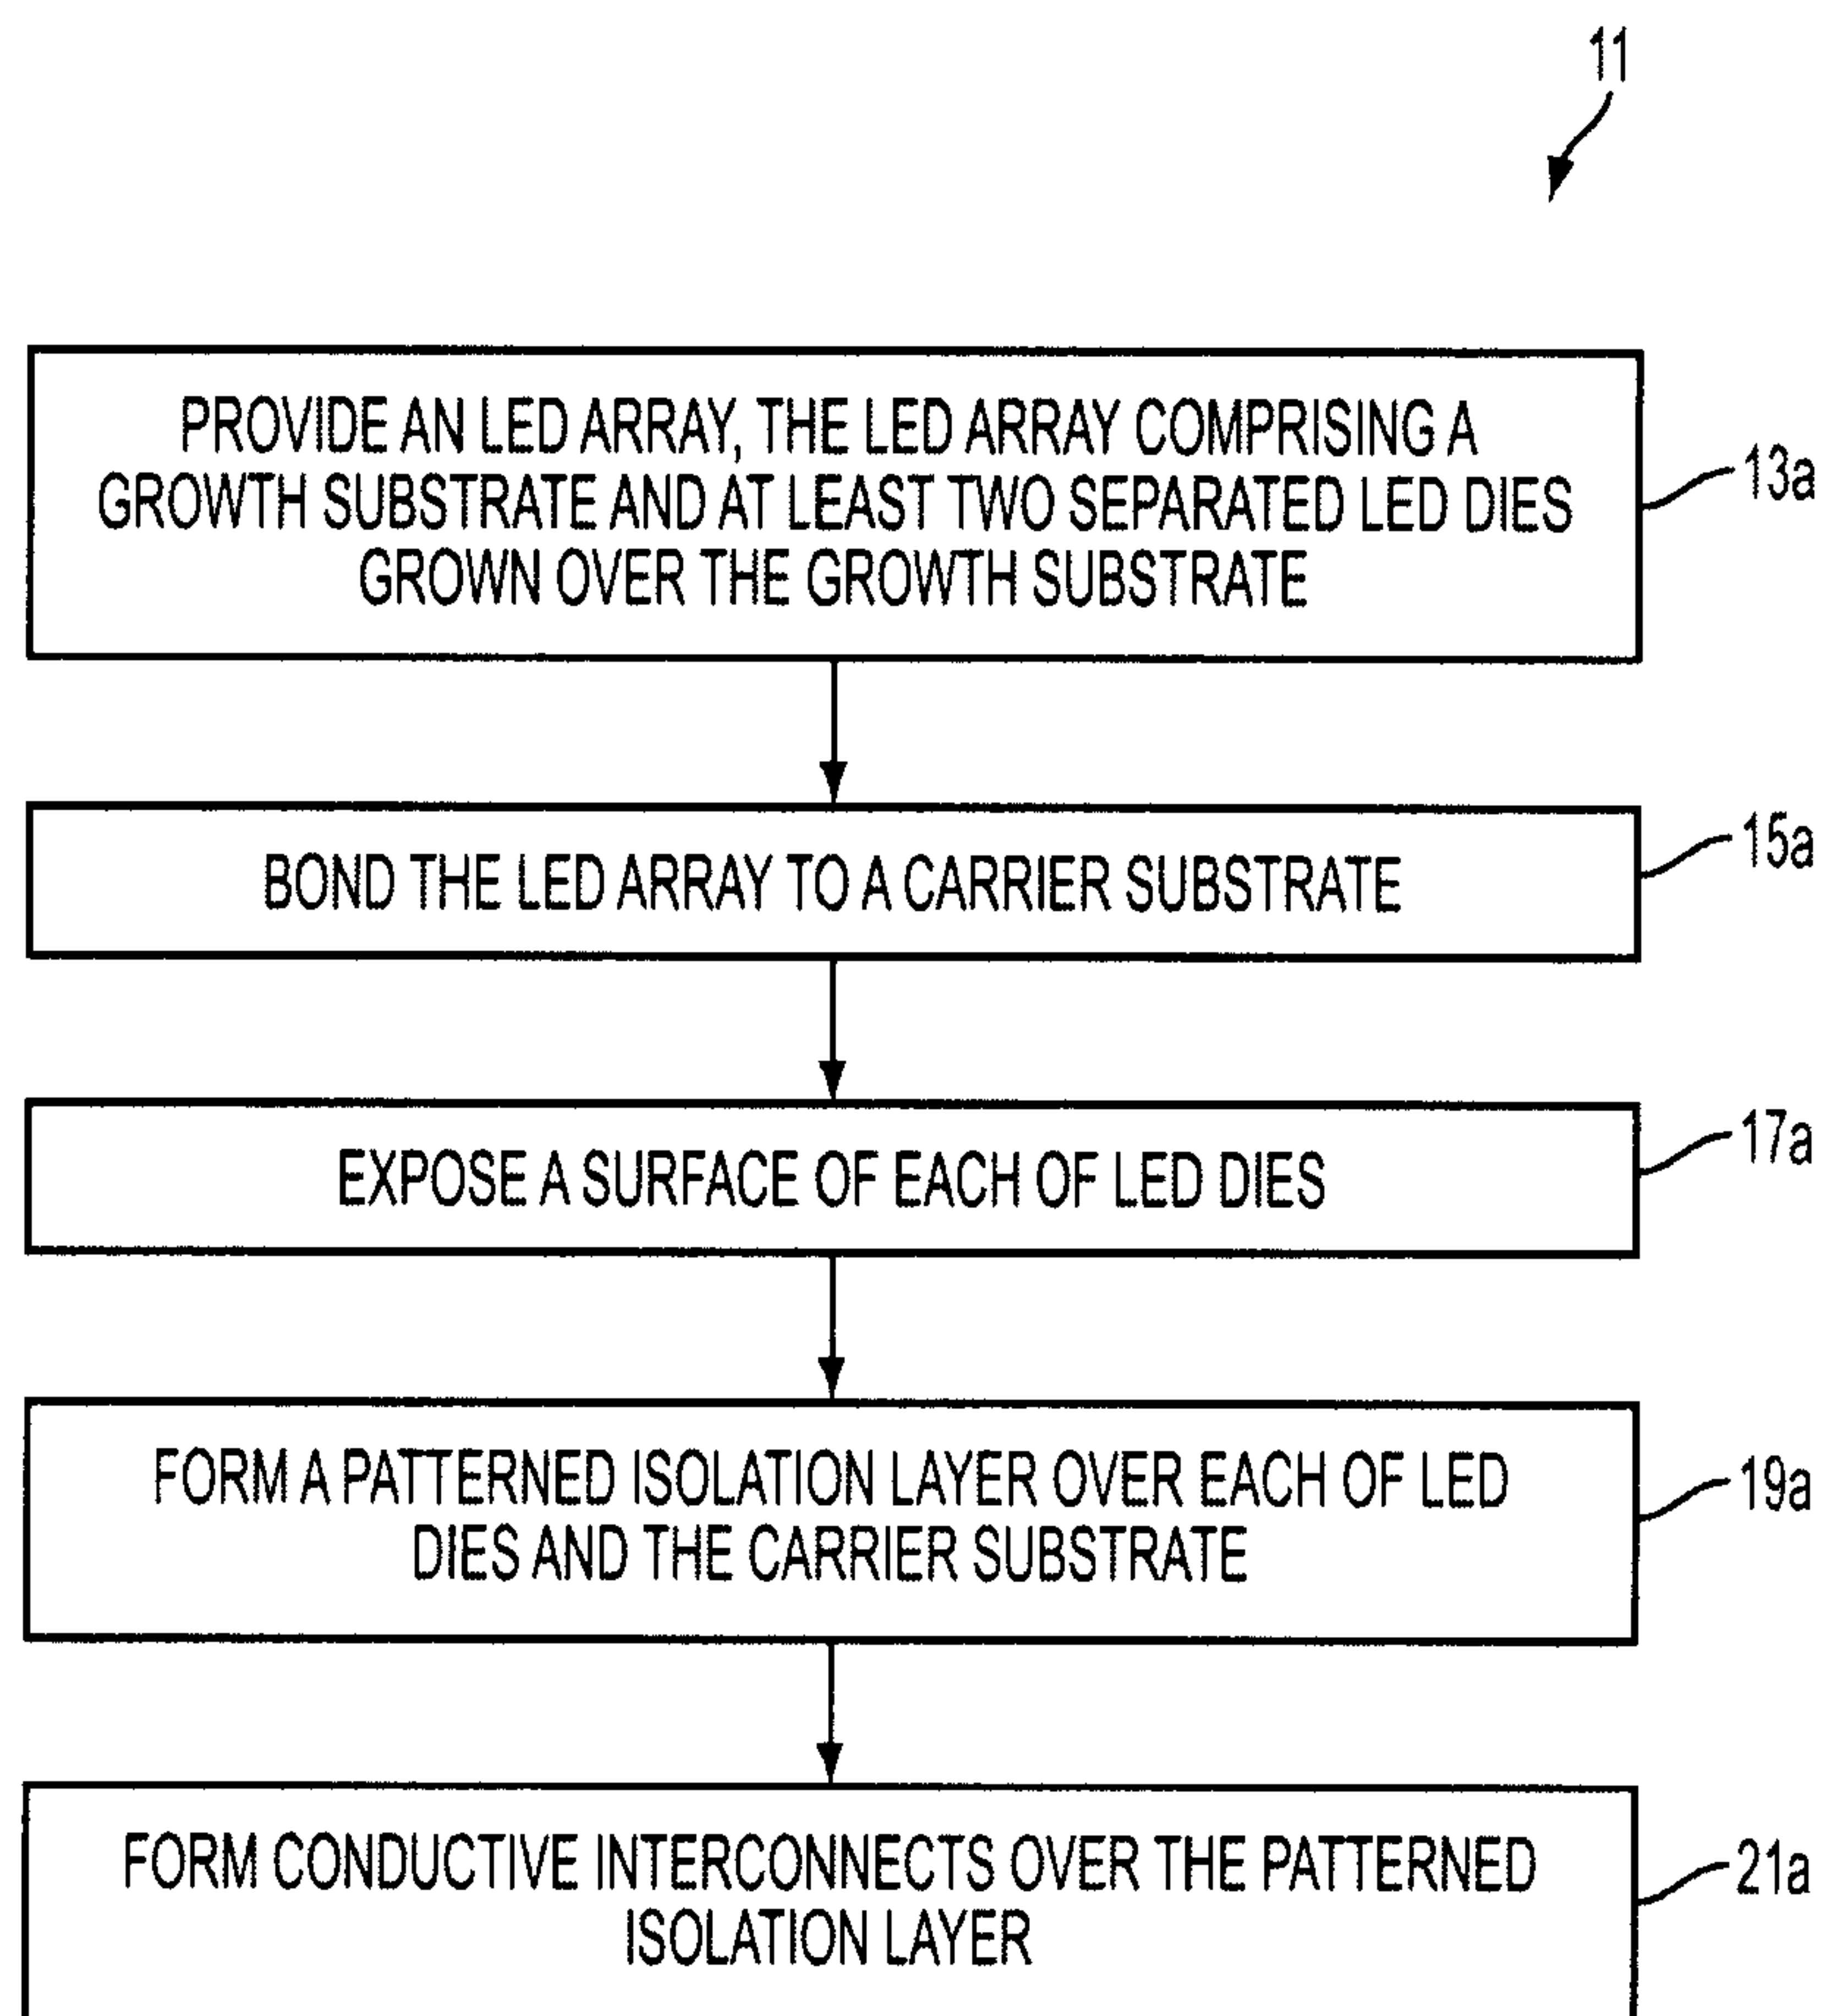 11
PROVIDE AN LED ARRAY, THE LED ARRAY COMPRISING A
GROWTH SUBSTRATE AND AT LEAST TWO SEPARATED LED DIES
GROWN OVER THE GROWTH SUBSTRATE
13a
BOND THE LED ARRAY TO A CARRIER SUBSTRATE
15a
EXPOSE A SURFACE OF EACH OF LED DIES
17a
FORM A PATTERNED ISOLATION LAYER OVER EACH OF LED
DIES AND THE CARRIER SUBSTRATE
19a
FORM CONDUCTIVE INTERCONNECTS OVER THE PATTERNED
ISOLATION LAYER
21a